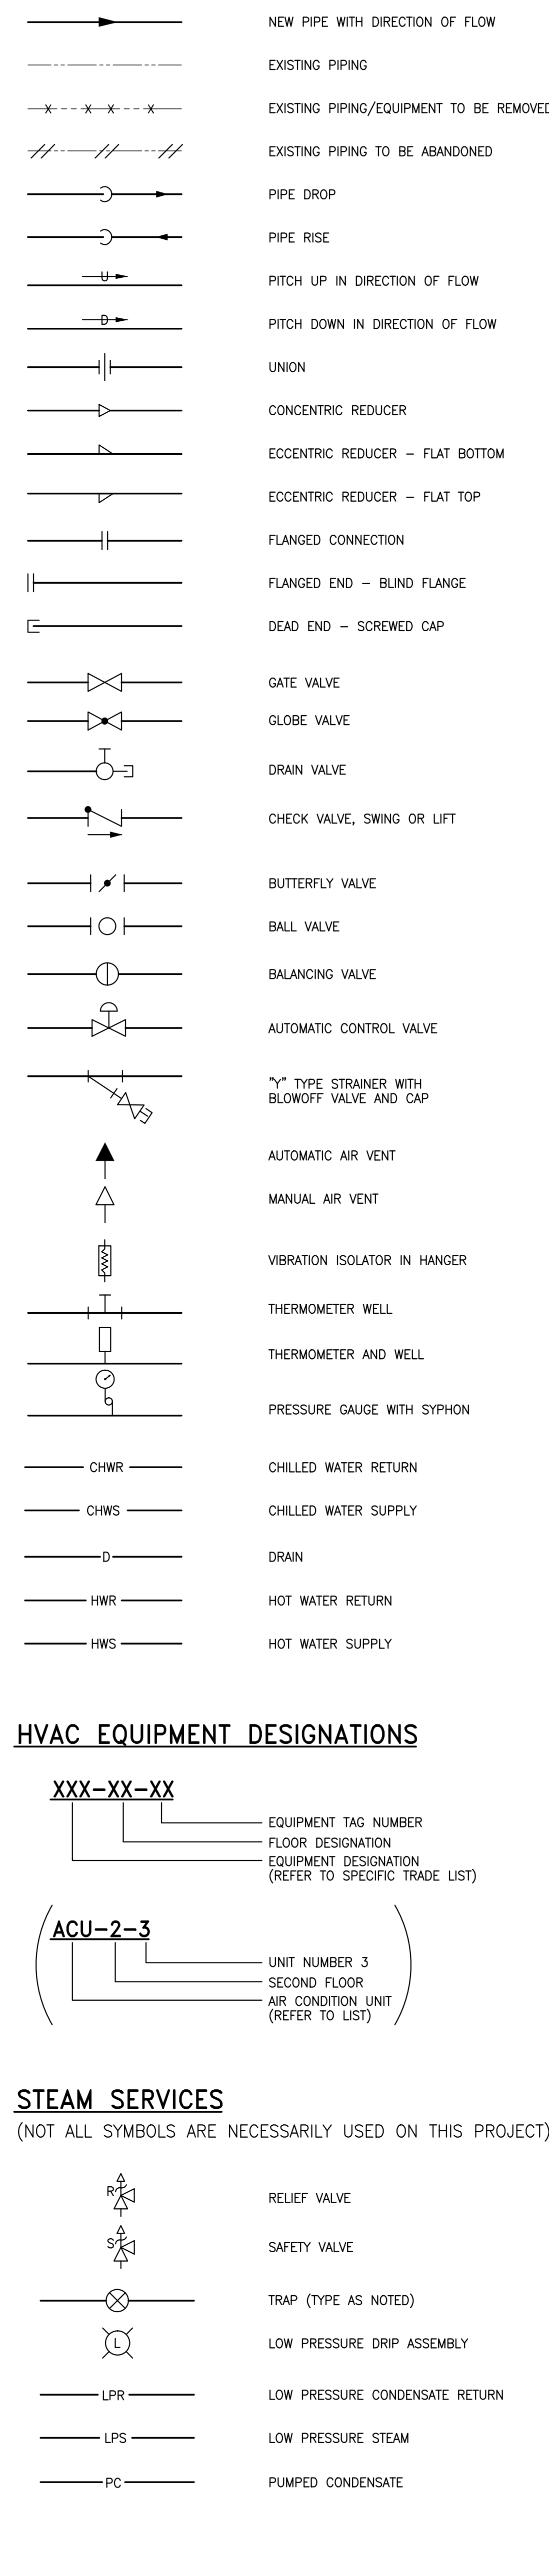 NEW PIPE WITH DIRECTION OF FLOW
EXISTING PIPING
X X X X EXISTING PIPING/EQUIPMENT TO BE REMOVED
EXISTING PIPING TO BE ABANDONED
PIPE DROP
PIPE RISE
U PITCH UP IN DIRECTION OF FLOW
D PITCH DOWN IN DIRECTION OF FLOW
UNION
CONCENTRIC REDUCER
ECCENTRIC REDUCER – FLAT BOTTOM
ECCENTRIC REDUCER – FLAT TOP
FLANGED CONNECTION
FLANGED END – BLIND FLANGE
DEAD END – SCREWED CAP
GATE VALVE
GLOBE VALVE
DRAIN VALVE
CHECK VALVE, SWING OR LIFT
BUTTERFLY VALVE
BALL VALVE
BALANCING VALVE
AUTOMATIC CONTROL VALVE
"Y" TYPE STRAINER WITH
BLOWOFF VALVE AND CAP
AUTOMATIC AIR VENT
MANUAL AIR VENT
VIBRATION ISOLATOR IN HANGER
THERMOMETER WELL
THERMOMETER AND WELL
PRESSURE GAUGE WITH SYPHON
CHWR CHILLED WATER RETURN
CHWS CHILLED WATER SUPPLY
D DRAIN
HWR HOT WATER RETURN
HWS HOT WATER SUPPLY
HVAC EQUIPMENT DESIGNATIONS
XXX-XX-XX
EQUIPMENT TAG NUMBER
FLOOR DESIGNATION
EQUIPMENT DESIGNATION
(REFER TO SPECIFIC TRADE LIST)
ACU-2-3
UNIT NUMBER 3
SECOND FLOOR
AIR CONDITION UNIT
(REFER TO LIST)
STEAM SERVICES
(NOT ALL SYMBOLS ARE NECESSARILY USED ON THIS PROJECT)
R RELIEF VALVE
S SAFETY VALVE
TRAP (TYPE AS NOTED)
L LOW PRESSURE DRIP ASSEMBLY
LPR LOW PRESSURE CONDENSATE RETURN
LPS LOW PRESSURE STEAM
PC PUMPED CONDENSATE